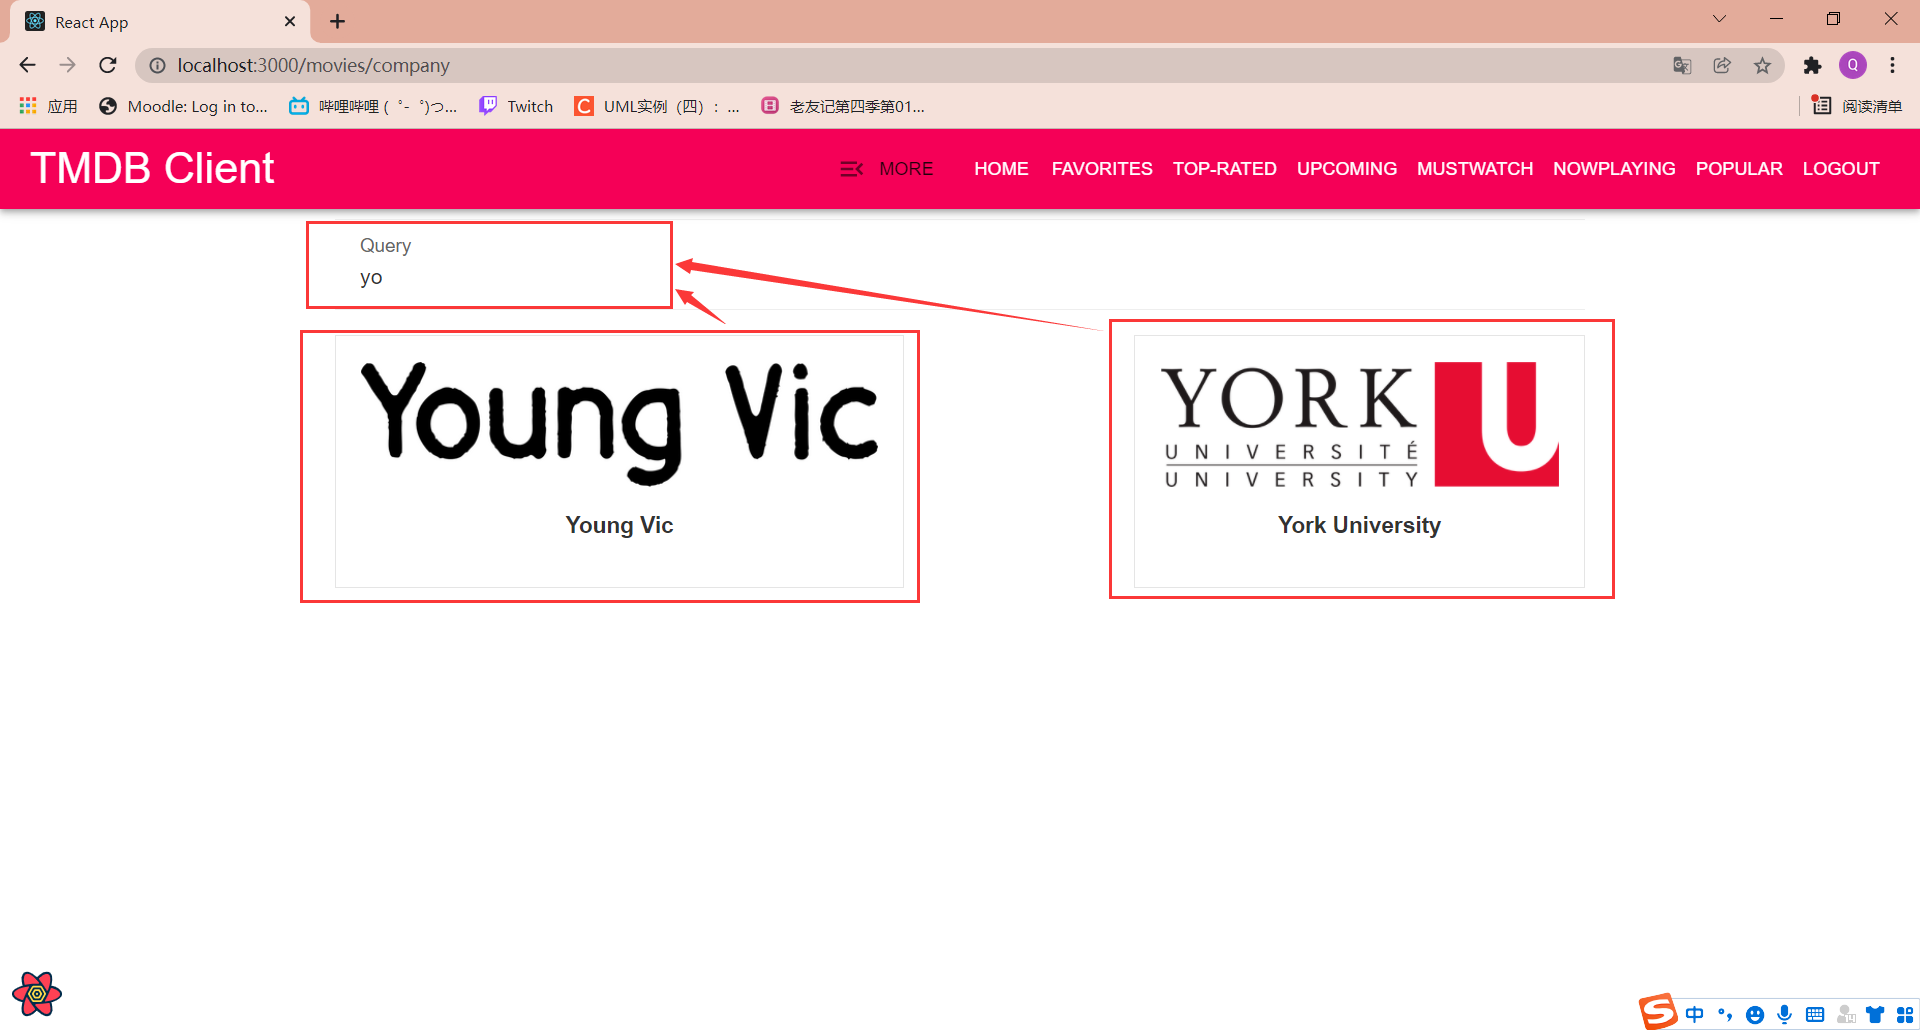 React App
localhost:3000/movies/company
Q
应用
Moodle: Log in to...
哔哩哔哩 ( ゜- ゜)つ...
Twitch
UML实例（四）：...
老友记第四季第01...
阅读清单
TMDB Client
MORE
HOME
FAVORITES
TOP-RATED
UPCOMING
MUSTWATCH
NOWPLAYING
POPULAR
LOGOUT
Query
yo
Young Vic
YORK U
UNIVERSITÉ
UNIVERSITY
Young Vic
York University
中